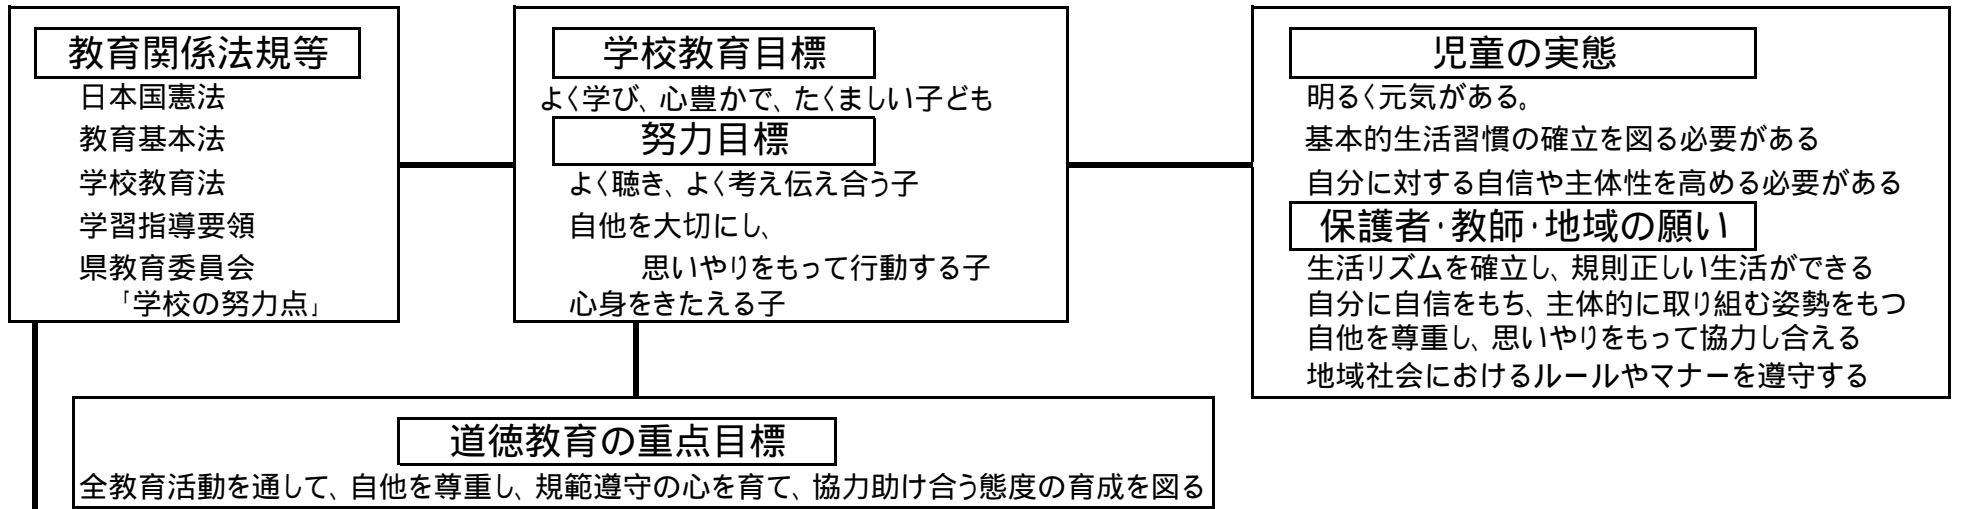 教育関係法規等
日本国憲法
教育基本法
学校教育法
学習指導要領
県教育委員会
「学校の努力点」
学校教育目標
よく学び、心豊かで、たくましい子ども
努力目標
よく聴き、よく考え伝え合う子
自他を大切にし、
思いやりをもって行動する子
心身をきたえる子
児童の実態
明るく元気がある。
基本的生活習慣の確立を図る必要がある
自分に対する自信や主体性を高める必要がある
保護者・教師・地域の願い
生活リズムを確立し、規則正しい生活ができる
自分に自信をもち、主体的に取り組む姿勢をもつ
自他を尊重し、思いやりをもって協力し合える
地域社会におけるルールやマナーを遵守する
道徳教育の重点目標
全教育活動を通して、自他を尊重し、規範遵守の心を育て、協力助け合う態度の育成を図る